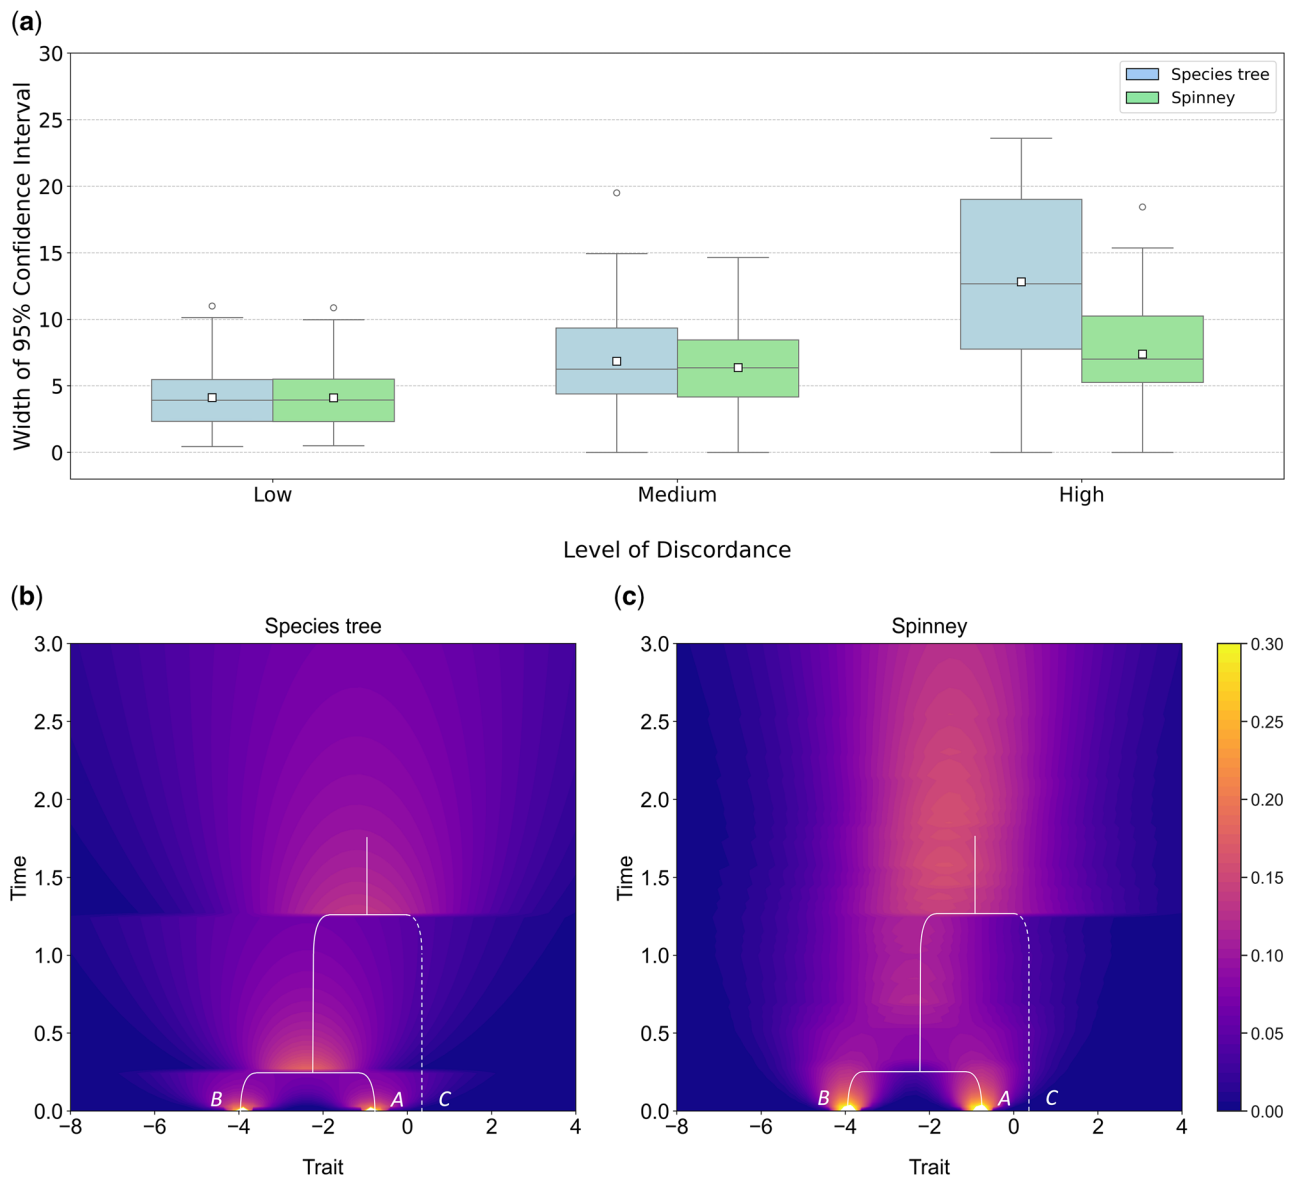 (a)
Width of 95% Confidence Interval
30
25
20
15
10
5
0
Species tree
Spinney
Low
Medium
High
Level of Discordance
(b)
Species tree
Time
3.0
2.5
2.0
1.5
1.0
0.5
0.0
B
A
C
−8
−6
−4
−2
0
2
4
Trait
(c)
Spinney
Time
3.0
2.5
2.0
1.5
1.0
0.5
0.0
B
A
C
−8
−6
−4
−2
0
2
4
Trait
0.30
0.25
0.20
0.15
0.10
0.05
0.00